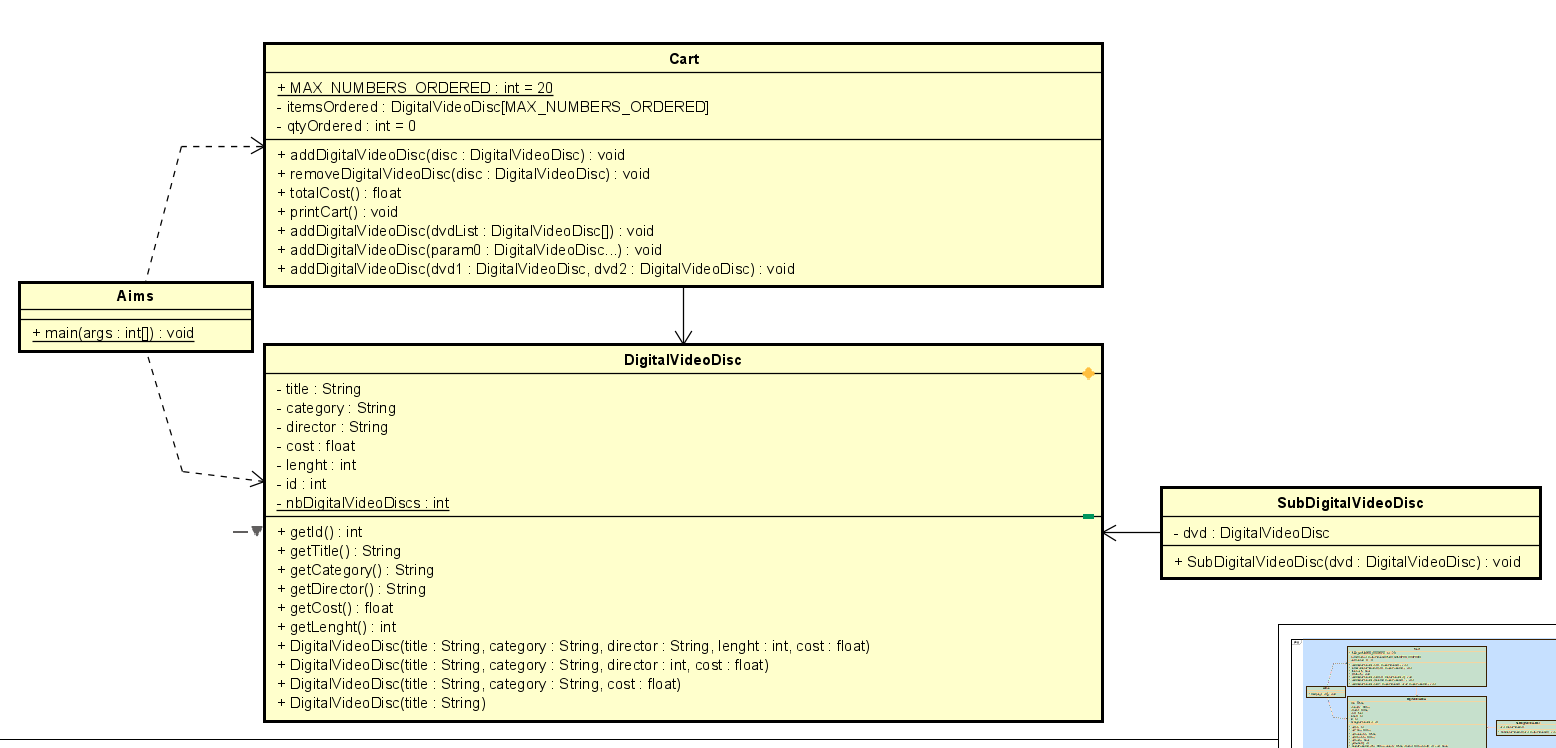 Cart
+ MAX_NUMBERS_ORDERED : int = 20
- itemsOrdered : DigitalVideoDisc[MAX_NUMBERS_ORDERED]
- qtyOrdered : int = 0
+ addDigitalVideoDisc(disc : DigitalVideoDisc) : void
+ removeDigitalVideoDisc(disc : DigitalVideoDisc) : void
+ totalCost() : float
+ printCart() : void
+ addDigitalVideoDisc(dvdList : DigitalVideoDisc[]) : void
+ addDigitalVideoDisc(param0 : DigitalVideoDisc...) : void
+ addDigitalVideoDisc(dvd1 : DigitalVideoDisc, dvd2 : DigitalVideoDisc) : void
Aims
+ main(args : int[]) : void
DigitalVideoDisc
- title : String
- category : String
- director : String
- cost : float
- lenght : int
- id : int
- nbDigitalVideoDiscs : int
+ getId() : int
+ getTitle() : String
+ getCategory() : String
+ getDirector() : String
+ getCost() : float
+ getLenght() : int
+ DigitalVideoDisc(title : String, category : String, director : String, lenght : int, cost : float)
+ DigitalVideoDisc(title : String, category : String, director : int, cost : float)
+ DigitalVideoDisc(title : String, category : String, cost : float)
+ DigitalVideoDisc(title : String)
SubDigitalVideoDisc
- dvd : DigitalVideoDisc
+ SubDigitalVideoDisc(dvd : DigitalVideoDisc) : void